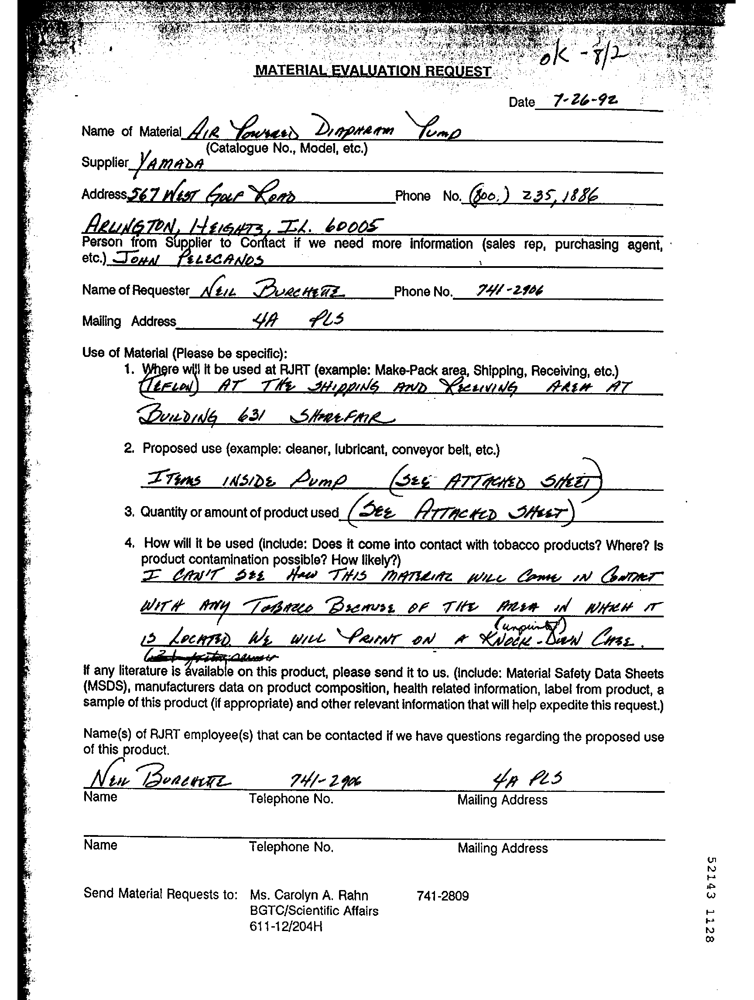 ok - 8/2
MATERIAL EVALUATION REQUEST
Date 7-26-92
Name of Material AIR Powered DIAPHRAM Pump
(Catalogue No., Model, etc.)
Supplier YAMADA
Address 567 WEST GOLF ROAD Phone No. (800.) 235,1886
ARLINGTON, HEIGHTS, IL. 60005
Person from Supplier to Contact if we need more information (sales rep, purchasing agent,
etc.) JOHN PELECANOS
Name of Requester NEIL BURCHETTE Phone No. 741-2906
Mailing Address 4A PLS
Use of Material (Please be specific):
1. Where will it be used at RJRT (example: Make-Pack area, Shipping, Receiving, etc.)
(TEFLON) AT THE SHIPPING AND RECEIVING AREA AT
BUILDING 631 SHOREFAIR
2. Proposed use (example: cleaner, lubricant, conveyor belt, etc.)
ITEMS INSIDE PUMP (SEE ATTACHED SHEET)
3. Quantity or amount of product used (SEE ATTACHED SHEET)
4. How will it be used (include: Does it come into contact with tobacco products? Where? Is
product contamination possible? How likely?)
I CAN'T SEE HOW THIS MATERIAL WILL COME IN CONTACT
WITH ANY TOBACCO BECAUSE OF THE AREA IN WHICH IT
IS LOCATED. WE WILL PRINT ON A (unprinted) KNOCK-DOWN CASE.
If any literature is available on this product, please send it to us. (Include: Material Safety Data Sheets
(MSDS), manufacturers data on product composition, health related information, label from product, a
sample of this product (if appropriate) and other relevant information that will help expedite this request.)
Name(s) of RJRT employee(s) that can be contacted if we have questions regarding the proposed use
of this product.
NEIL BURCHETTE 741-2906 4A PLS
Name Telephone No. Mailing Address
Name Telephone No. Mailing Address
Send Material Requests to: Ms. Carolyn A. Rahn 741-2809
BGTC/Scientific Affairs
611-12/204H
52143 1128